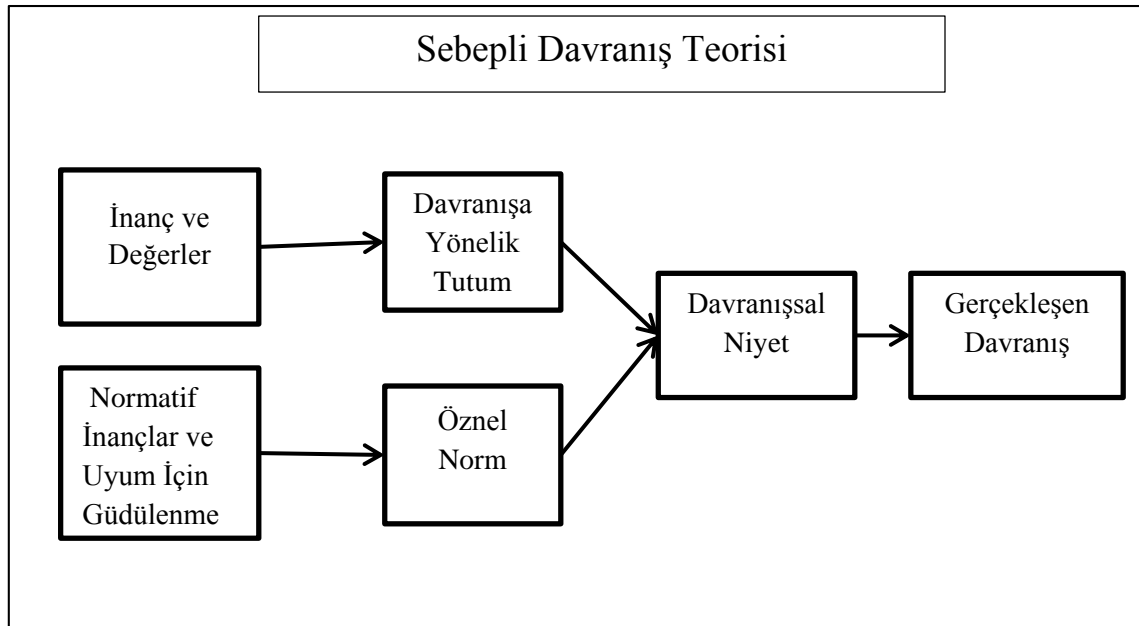 Sebepli Davranış Teorisi
İnanç ve
Değerler
Davranışa
Yönelik
Tutum
Davranışsal
Niyet
Gerçekleşen
Davranış
Normatif
İnançlar ve
Uyum İçin
Güdülenme
Öznel
Norm